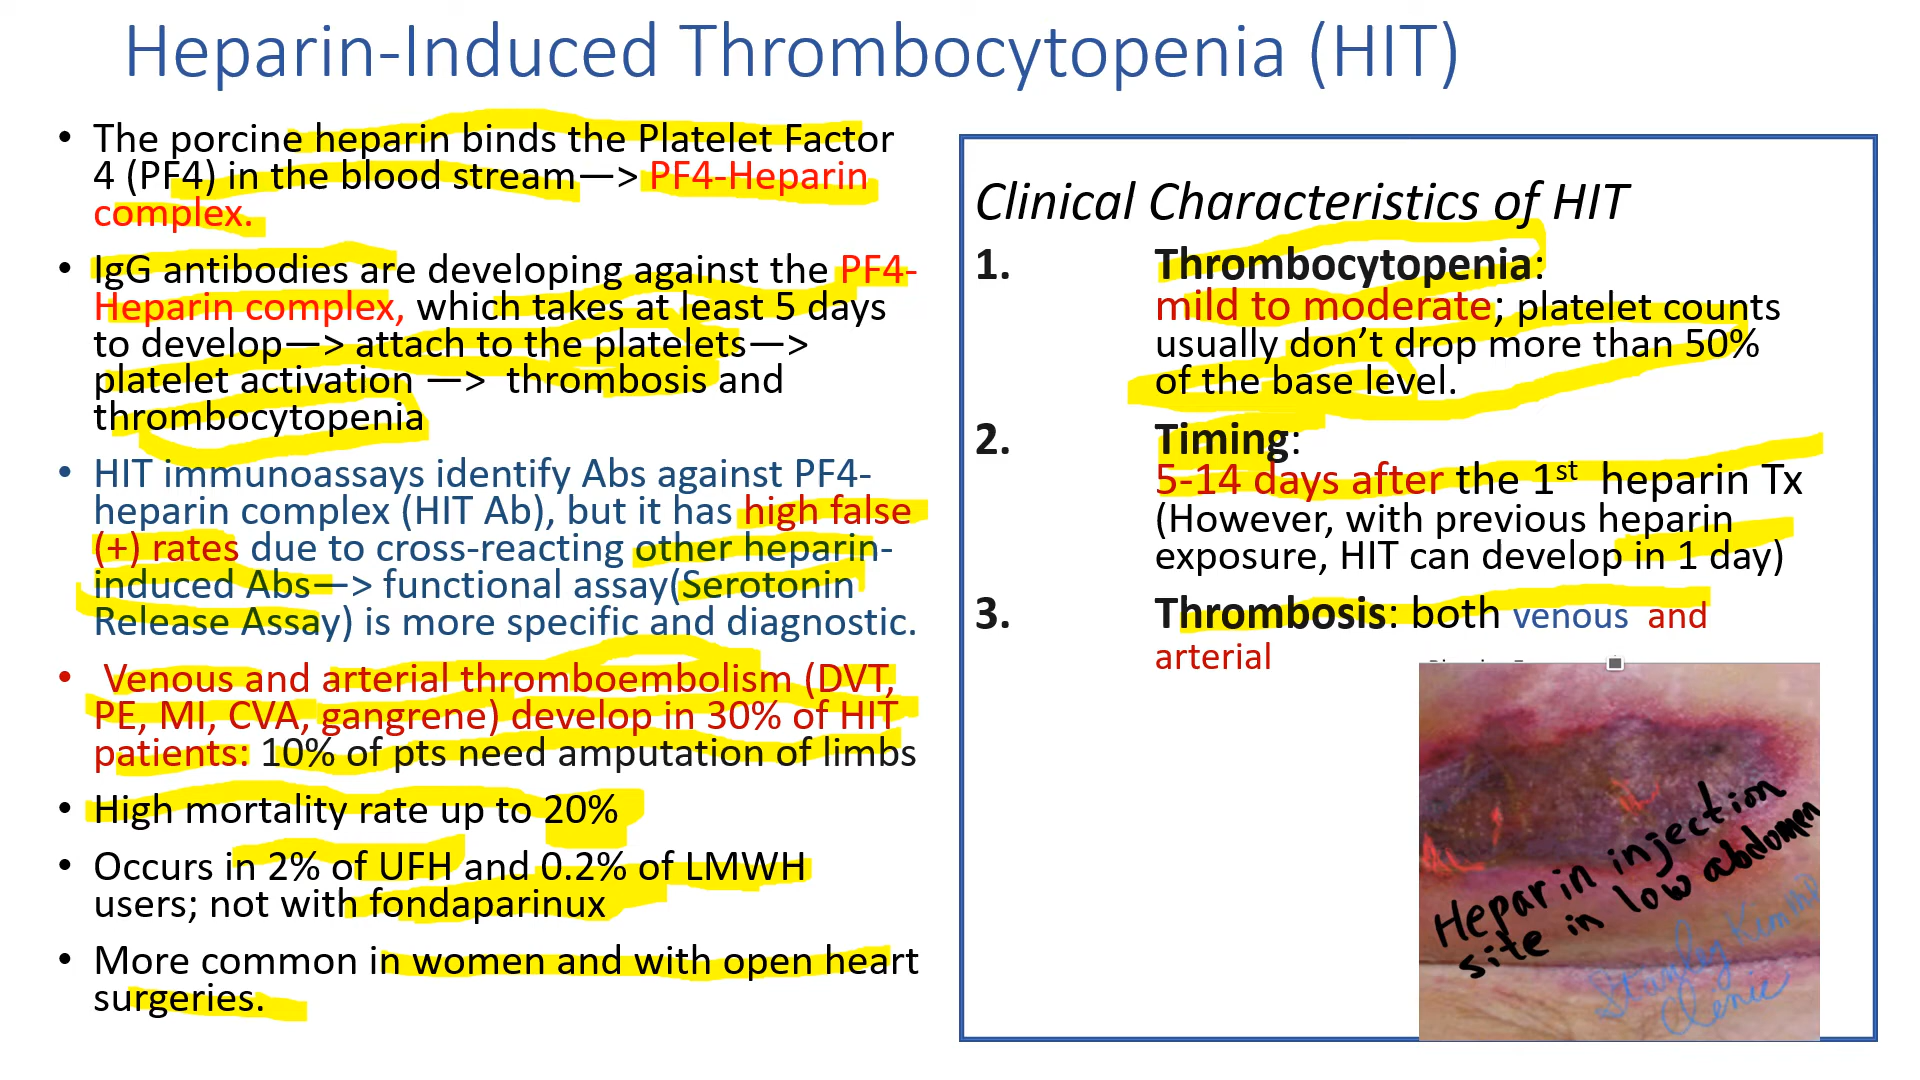 Heparin-Induced Thrombocytopenia (HIT)
• The porcine heparin binds the Platelet Factor
4 (PF4) in the blood stream—> PF4-Heparin
complex.
• IgG antibodies are developing against the PF4-
Heparin complex, which takes at least 5 days
to develop—> attach to the platelets—>
platelet activation —> thrombosis and
thrombocytopenia
• HIT immunoassays identify Abs against PF4-
heparin complex (HIT Ab), but it has high false
(+) rates due to cross-reacting other heparin-
induced Abs—> functional assay(Serotonin
Release Assay) is more specific and diagnostic.
• Venous and arterial thromboembolism (DVT,
PE, MI, CVA, gangrene) develop in 30% of HIT
patients: 10% of pts need amputation of limbs
• High mortality rate up to 20%
• Occurs in 2% of UFH and 0.2% of LMWH
users; not with fondaparinux
• More common in women and with open heart
surgeries.
Clinical Characteristics of HIT
1. Thrombocytopenia:
mild to moderate; platelet counts
usually don’t drop more than 50%
of the base level.
2. Timing:
5-14 days after the 1st heparin Tx
(However, with previous heparin
exposure, HIT can develop in 1 day)
3. Thrombosis: both venous and
arterial
Heparin injection
site in low abdomen
Stanley Kim MD
Clinic